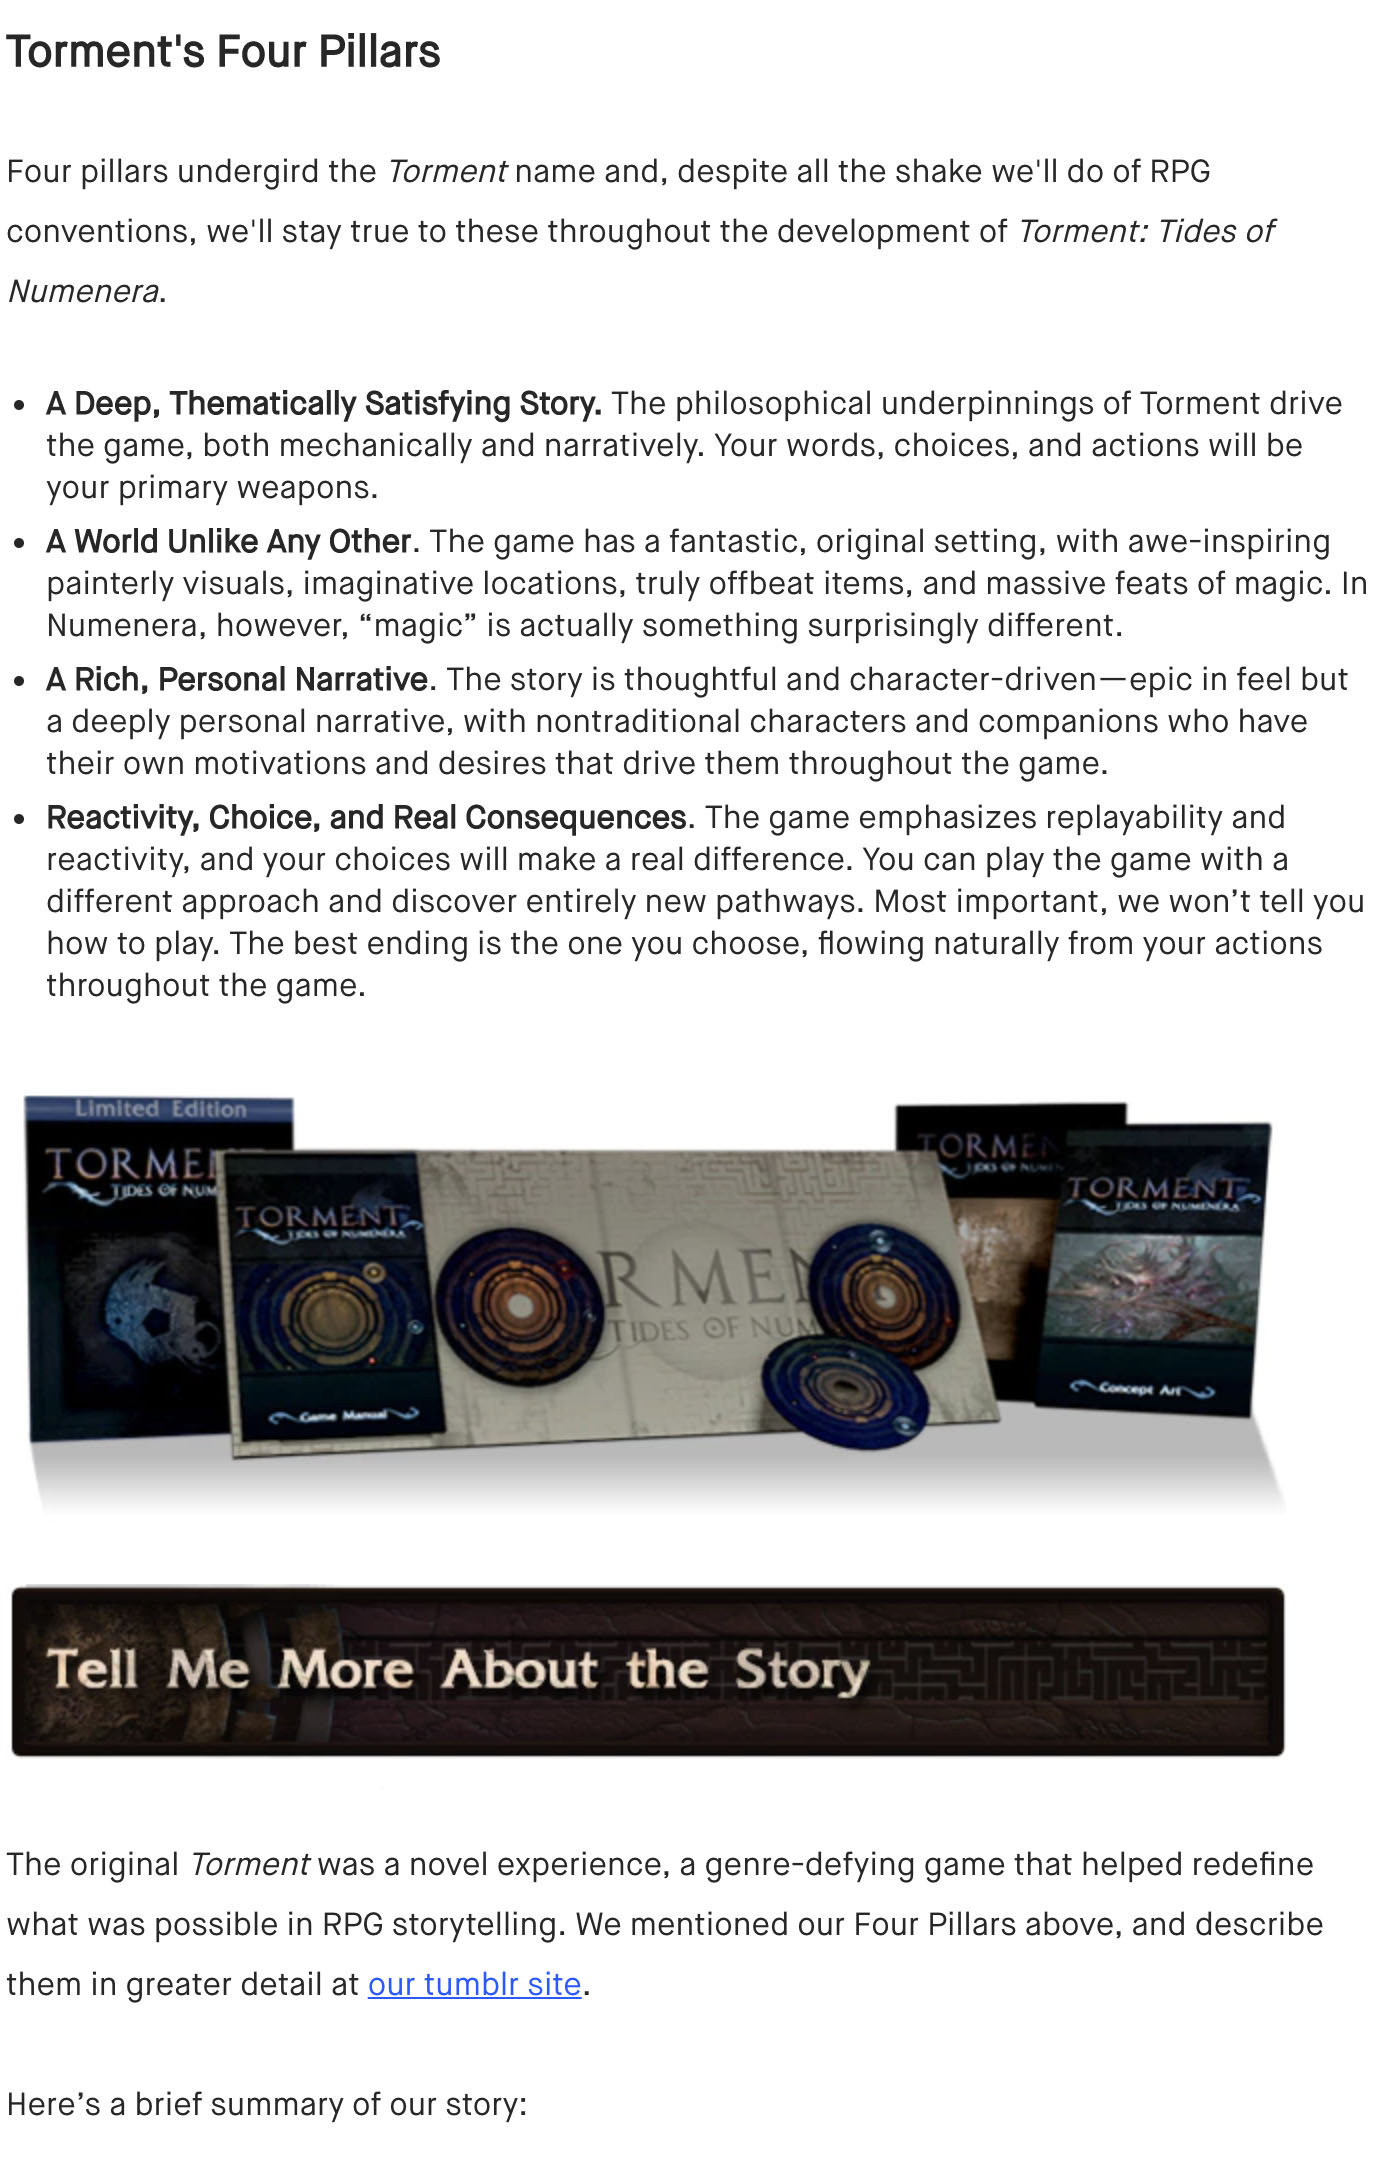 Torment's Four Pillars
Four pillars undergird the Torment name and, despite all the shake we'll do of RPG
conventions, we'll stay true to these throughout the development of Torment: Tides of
Numenera.
• A Deep, Thematically Satisfying Story. The philosophical underpinnings of Torment drive
the game, both mechanically and narratively. Your words, choices, and actions will be
your primary weapons.
• A World Unlike Any Other. The game has a fantastic, original setting, with awe-inspiring
painterly visuals, imaginative locations, truly offbeat items, and massive feats of magic. In
Numenera, however, “magic” is actually something surprisingly different.
• A Rich, Personal Narrative. The story is thoughtful and character-driven—epic in feel but
a deeply personal narrative, with nontraditional characters and companions who have
their own motivations and desires that drive them throughout the game.
• Reactivity, Choice, and Real Consequences. The game emphasizes replayability and
reactivity, and your choices will make a real difference. You can play the game with a
different approach and discover entirely new pathways. Most important, we won’t tell you
how to play. The best ending is the one you choose, flowing naturally from your actions
throughout the game.
Limited Edition
TORME
TIDES OF NUM
TORMENT
TIDES OF NUMENERA
Game Manual
RMEN
TIDES OF NUM
TORMEN
TIDES OF NUM
TORMENT
TIDES OF NUMENERA
Concept Art
Tell Me More About the Story
The original Torment was a novel experience, a genre-defying game that helped redefine
what was possible in RPG storytelling. We mentioned our Four Pillars above, and describe
them in greater detail at our tumblr site.
Here’s a brief summary of our story: